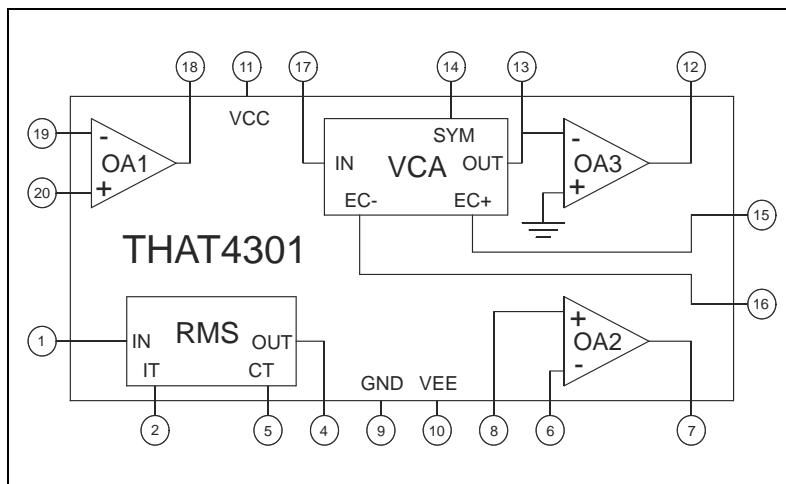 18 11 17 14 13 12
VCC
19 - OA1
20 +
SYM
IN VCA OUT
EC- EC+
- OA3
+
15
THAT4301
16
1 IN RMS OUT
IT CT
GND VEE
+ OA2
-
2 5 4 9 10 8 6 7